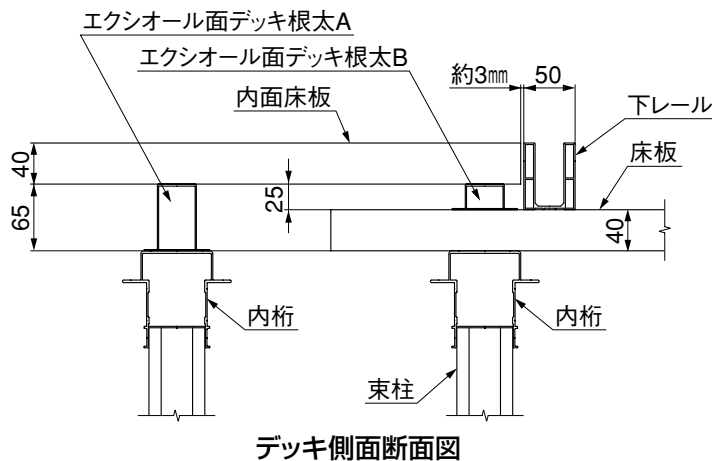 エクシオール面デッキ根太A
エクシオール面デッキ根太B
約3㎜
50
内面床板
下レール
床板
40
65
25
40
内桁
内桁
束柱
デッキ側面断面図